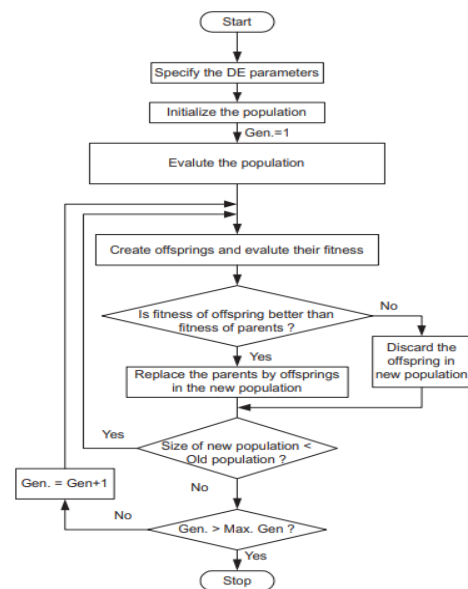 Start
Specify the DE parameters
Initialize the population
Gen.=1
Evalute the population
Create offsprings and evaluate their fitness
Is fitness of offspring better than
fitness of parents ?
No
Yes
Discard the
offspring in
new population
Replace the parents by offsprings
in the new population
Yes
Size of new population <
Old population ?
Gen. = Gen+1
No
No
Gen. > Max. Gen ?
Yes
Stop